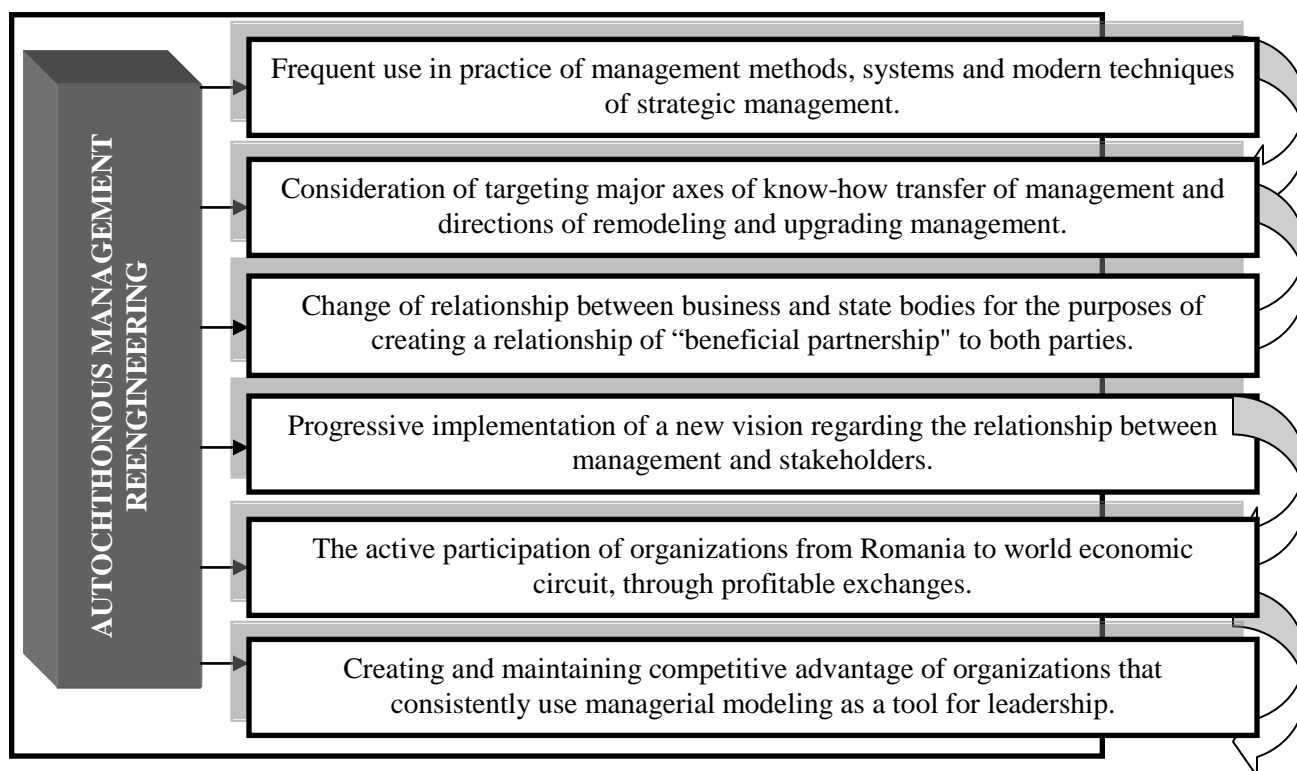 AUTOCHTHONOUS MANAGEMENT
REENGINEERING
Frequent use in practice of management methods, systems and modern techniques
of strategic management.
Consideration of targeting major axes of know-how transfer of management and
directions of remodeling and upgrading management.
Change of relationship between business and state bodies for the purposes of
creating a relationship of “beneficial partnership" to both parties.
Progressive implementation of a new vision regarding the relationship between
management and stakeholders.
The active participation of organizations from Romania to world economic
circuit, through profitable exchanges.
Creating and maintaining competitive advantage of organizations that
consistently use managerial modeling as a tool for leadership.